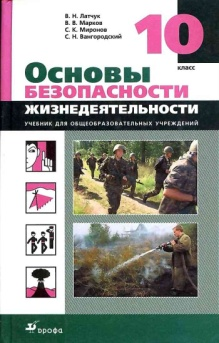 В. Н. Латчук
В. В. Марков
С. К. Миронов
С. Н. Вангородский
10
класс
Основы
БЕЗОПАСНОСТИ
ЖИЗНЕДЕЯТЕЛЬНОСТИ
УЧЕБНИК ДЛЯ ОБЩЕОБРАЗОВАТЕЛЬНЫХ УЧРЕЖДЕНИЙ
дрофа